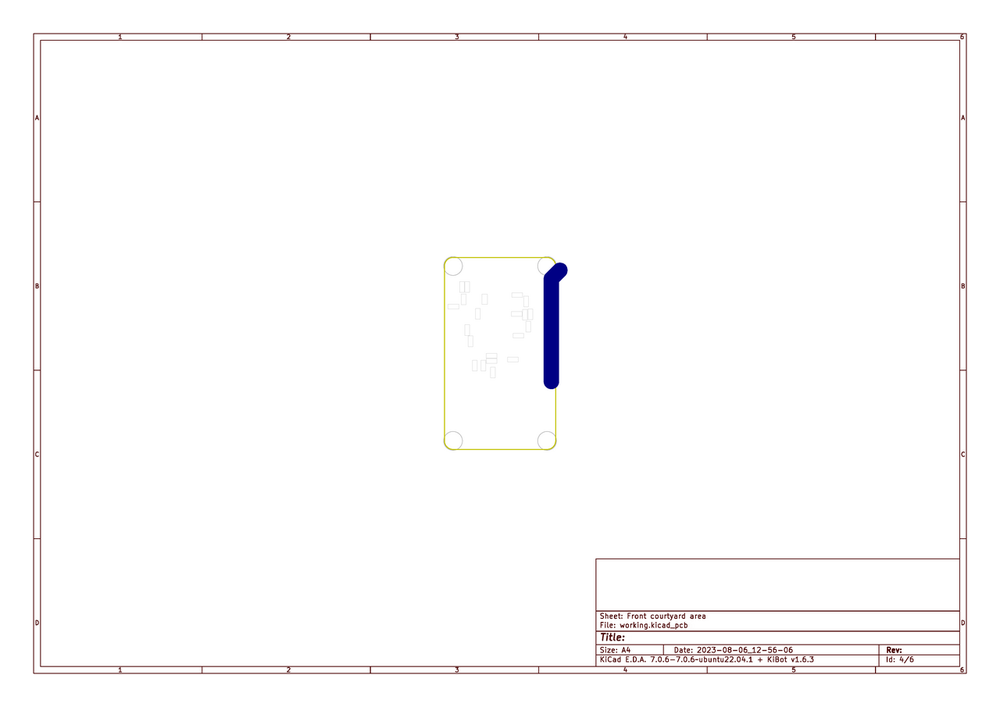 1 2 3 4 5 6
A A
B B
C C
D D
Sheet: Front courtyard area
File: working.kicad_pcb
Title:
Size: A4 Date: 2023-08-06_12-56-06 Rev:
KiCad E.D.A. 7.0.6-7.0.6~ubuntu22.04.1 + KiBot v1.6.3 Id: 4/6
1 2 3 4 5 6